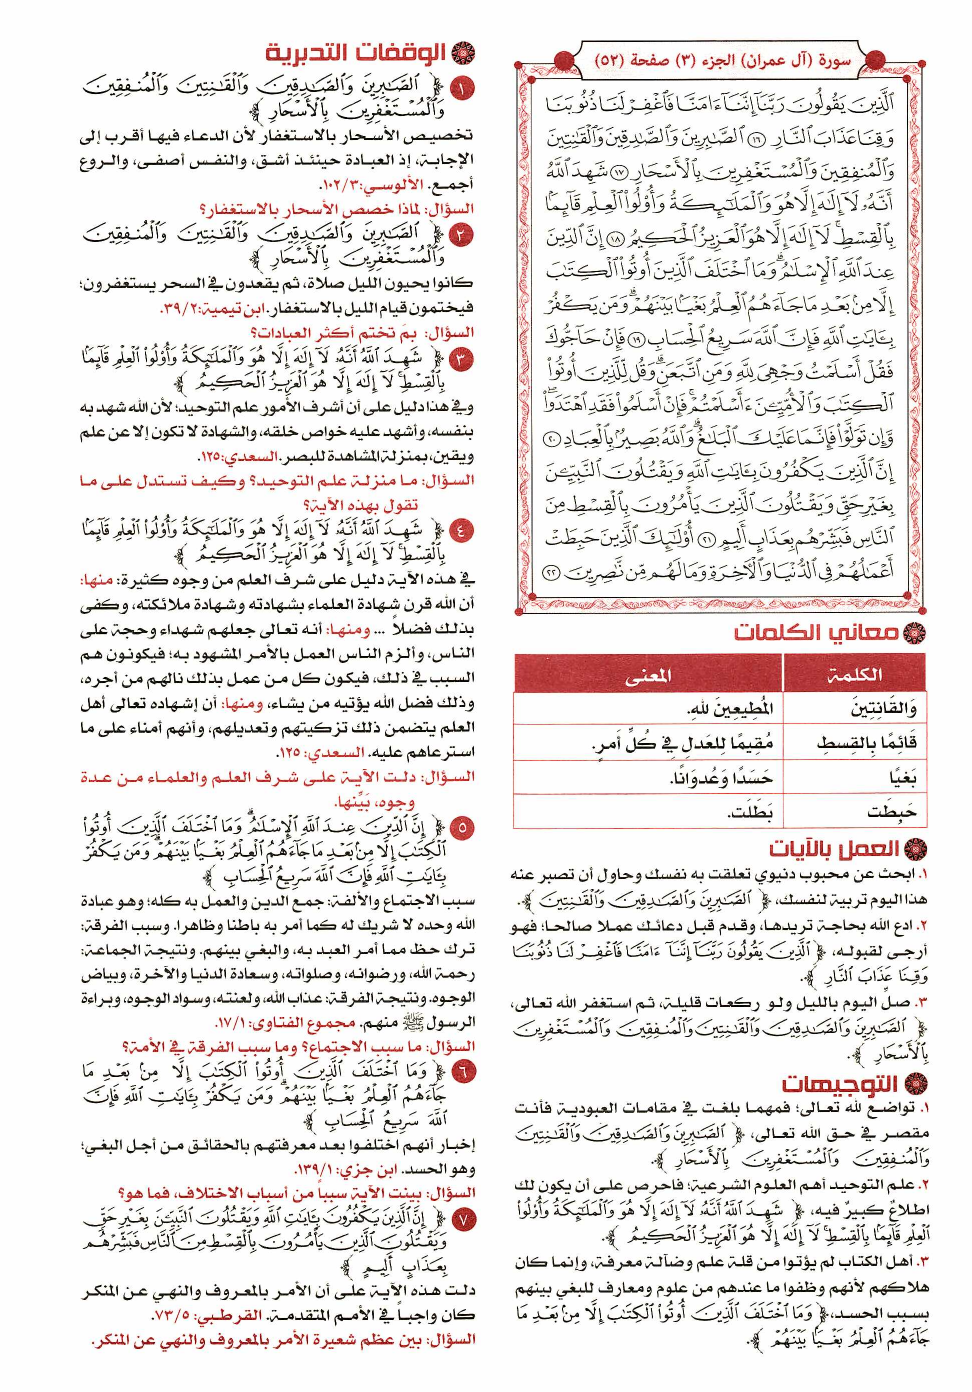 سورة (آل عمران) الجزء (٣) صفحة (٥٢)
ٱلَّذِينَ يَقُولُونَ رَبَّنَآ إِنَّنَآ ءَامَنَّا فَٱغْفِرْ لَنَا ذُنُوبَنَا
وَقِنَا عَذَابَ ٱلنَّارِ ١٦ ٱلصَّٰبِرِينَ وَٱلصَّٰدِقِينَ وَٱلْقَٰنِتِينَ
وَٱلْمُنفِقِينَ وَٱلْمُسْتَغْفِرِينَ بِٱلْأَسْحَارِ ١٧ شَهِدَ ٱللَّهُ
أَنَّهُۥ لَآ إِلَٰهَ إِلَّا هُوَ وَٱلْمَلَٰٓئِكَةُ وَأُو۟لُوا۟ ٱلْعِلْمِ قَآئِمًۢا
بِٱلْقِسْطِ ۚ لَآ إِلَٰهَ إِلَّا هُوَ ٱلْعَزِيزُ ٱلْحَكِيمُ ١٨ إِنَّ ٱلدِّينَ
عِندَ ٱللَّهِ ٱلْإِسْلَٰمُ ۗ وَمَا ٱخْتَلَفَ ٱلَّذِينَ أُوتُوا۟ ٱلْكِتَٰبَ
إِلَّا مِنۢ بَعْدِ مَا جَآءَهُمُ ٱلْعِلْمُ بَغْيًۢا بَيْنَهُمْ ۗ وَمَن يَكْفُرْ
بِـَٔايَٰتِ ٱللَّهِ فَإِنَّ ٱللَّهَ سَرِيعُ ٱلْحِسَابِ ١٩ فَإِنْ حَآجُّوكَ
فَقُلْ أَسْلَمْتُ وَجْهِىَ لِلَّهِ وَمَنِ ٱتَّبَعَنِ ۗ وَقُل لِّلَّذِينَ أُوتُوا۟
ٱلْكِتَٰبَ وَٱلْأُمِّيِّـۧنَ ءَأَسْلَمْتُمْ ۚ فَإِنْ أَسْلَمُوا۟ فَقَدِ ٱهْتَدَوا۟ ۖ
وَّإِن تَوَلَّوْا۟ فَإِنَّمَا عَلَيْكَ ٱلْبَلَٰغُ ۗ وَٱللَّهُ بَصِيرٌۢ بِٱلْعِبَادِ ٢٠
إِنَّ ٱلَّذِينَ يَكْفُرُونَ بِـَٔايَٰتِ ٱللَّهِ وَيَقْتُلُونَ ٱلنَّبِيِّـۧنَ
بِغَيْرِ حَقٍّ وَيَقْتُلُونَ ٱلَّذِينَ يَأْمُرُونَ بِٱلْقِسْطِ مِنَ
ٱلنَّاسِ فَبَشِّرْهُم بِعَذَابٍ أَلِيمٍ ٢١ أُو۟لَٰٓئِكَ ٱلَّذِينَ حَبِطَتْ
أَعْمَٰلُهُمْ فِى ٱلدُّنْيَا وَٱلْءَاخِرَةِ وَمَا لَهُم مِّن نَّٰصِرِينَ ٢٢
معاني الكلمات
الكلمة المعنى
وَالقَانِتِينَ المُطِيعِينَ للهِ.
قَائِمًا بِالقِسطِ مُقِيمًا لِلعَدلِ فِي كُلِّ أَمرٍ.
بَغيًا حَسَدًا وَعُدوَانًا.
حَبِطَت بَطَلَت.
العمل بالآيات
١. ابحث عن محبوب دنيوي تعلقت به نفسك وحاول أن تصبر عنه
هذا اليوم تربية لنفسك، ﴿ ٱلصَّٰبِرِينَ وَٱلصَّٰدِقِينَ وَٱلْقَٰنِتِينَ ﴾.
٢. ادع الله بحاجة تريدها، وقدم قبل دعائك عملا صالحا؛ فهو
أرجى لقبوله، ﴿ ٱلَّذِينَ يَقُولُونَ رَبَّنَآ إِنَّنَآ ءَامَنَّا فَٱغْفِرْ لَنَا ذُنُوبَنَا
وَقِنَا عَذَابَ ٱلنَّارِ ﴾.
٣. صلِّ اليوم بالليل ولو ركعات قليلة، ثم استغفر الله تعالى،
﴿ ٱلصَّٰبِرِينَ وَٱلصَّٰدِقِينَ وَٱلْقَٰنِتِينَ وَٱلْمُنفِقِينَ وَٱلْمُسْتَغْفِرِينَ
بِٱلْأَسْحَارِ ﴾.
التوجيهات
١. تواضع لله تعالى؛ فمهما بلغت في مقامات العبودية فأنت
مقصر في حق الله تعالى، ﴿ ٱلصَّٰبِرِينَ وَٱلصَّٰدِقِينَ وَٱلْقَٰنِتِينَ
وَٱلْمُنفِقِينَ وَٱلْمُسْتَغْفِرِينَ بِٱلْأَسْحَارِ ﴾.
٢. علم التوحيد أهم العلوم الشرعية؛ فاحرص على أن يكون لك
اطلاعٌ كبيرٌ فيه، ﴿ شَهِدَ ٱللَّهُ أَنَّهُۥ لَآ إِلَٰهَ إِلَّا هُوَ وَٱلْمَلَٰٓئِكَةُ وَأُو۟لُوا۟
ٱلْعِلْمِ قَآئِمًۢا بِٱلْقِسْطِ ۚ لَآ إِلَٰهَ إِلَّا هُوَ ٱلْعَزِيزُ ٱلْحَكِيمُ ﴾.
٣. أهل الكتاب لم يؤتوا من قلة علم وضآلة معرفة، وإنما كان
هلاكهم لأنهم وظفوا ما عندهم من علوم ومعارف للبغي بينهم
بسبب الحسد، ﴿ وَمَا ٱخْتَلَفَ ٱلَّذِينَ أُوتُوا۟ ٱلْكِتَٰبَ إِلَّا مِنۢ بَعْدِ مَا
جَآءَهُمُ ٱلْعِلْمُ بَغْيًۢا بَيْنَهُمْ ﴾.
الوقفات التدبرية
١ ﴿ ٱلصَّٰبِرِينَ وَٱلصَّٰدِقِينَ وَٱلْقَٰنِتِينَ وَٱلْمُنفِقِينَ
وَٱلْمُسْتَغْفِرِينَ بِٱلْأَسْحَارِ ﴾
تخصيص الأسحار بالاستغفار لأن الدعاء فيها أقرب إلى
الإجابة، إذ العبادة حينئذ أشق، والنفس أصفى، والروع
أجمع. الألوسي:١٠٢/٣.
السؤال: لماذا خصص الأسحار بالاستغفار؟
٢ ﴿ ٱلصَّٰبِرِينَ وَٱلصَّٰدِقِينَ وَٱلْقَٰنِتِينَ وَٱلْمُنفِقِينَ
وَٱلْمُسْتَغْفِرِينَ بِٱلْأَسْحَارِ ﴾
كانوا يحيون الليل صلاة، ثم يقعدون في السحر يستغفرون؛
فيختمون قيام الليل بالاستغفار. ابن تيمية:٣٩/٢.
السؤال: بمَ تختم أكثر العبادات؟
٣ ﴿ شَهِدَ ٱللَّهُ أَنَّهُۥ لَآ إِلَٰهَ إِلَّا هُوَ وَٱلْمَلَٰٓئِكَةُ وَأُو۟لُوا۟ ٱلْعِلْمِ قَآئِمًۢا
بِٱلْقِسْطِ ۚ لَآ إِلَٰهَ إِلَّا هُوَ ٱلْعَزِيزُ ٱلْحَكِيمُ ﴾
وفي هذا دليل على أن أشرف الأمور علم التوحيد؛ لأن الله شهد به
بنفسه، وأشهد عليه خواص خلقه، والشهادة لا تكون إلا عن علم
ويقين، بمنزلة المشاهدة للبصر. السعدي:١٢٥.
السؤال: ما منزلة علم التوحيد؟ وكيف تستدل على ما
تقول بهذه الآية؟
٤ ﴿ شَهِدَ ٱللَّهُ أَنَّهُۥ لَآ إِلَٰهَ إِلَّا هُوَ وَٱلْمَلَٰٓئِكَةُ وَأُو۟لُوا۟ ٱلْعِلْمِ قَآئِمًۢا
بِٱلْقِسْطِ ۚ لَآ إِلَٰهَ إِلَّا هُوَ ٱلْعَزِيزُ ٱلْحَكِيمُ ﴾
في هذه الآية دليل على شرف العلم من وجوه كثيرة: منها:
أن الله قرن شهادة العلماء بشهادته وشهادة ملائكته، وكفى
بذلك فضلاً ... ومنها: أنه تعالى جعلهم شهداء وحجة على
الناس، وألزم الناس العمل بالأمر المشهود به؛ فيكونون هم
السبب في ذلك، فيكون كل من عمل بذلك نالهم من أجره،
وذلك فضل الله يؤتيه من يشاء، ومنها: أن إشهاده تعالى أهل
العلم يتضمن ذلك تزكيتهم وتعديلهم، وأنهم أمناء على ما
استرعاهم عليه. السعدي:١٢٥.
السؤال: دلت الآية على شرف العلم والعلماء من عدة
وجوه، بَيِّنها.
٥ ﴿ إِنَّ ٱلدِّينَ عِندَ ٱللَّهِ ٱلْإِسْلَٰمُ ۗ وَمَا ٱخْتَلَفَ ٱلَّذِينَ أُوتُوا۟
ٱلْكِتَٰبَ إِلَّا مِنۢ بَعْدِ مَا جَآءَهُمُ ٱلْعِلْمُ بَغْيًۢا بَيْنَهُمْ ۗ وَمَن يَكْفُرْ
بِـَٔايَٰتِ ٱللَّهِ فَإِنَّ ٱللَّهَ سَرِيعُ ٱلْحِسَابِ ﴾
سبب الاجتماع والألفة: جمع الدين والعمل به كله؛ وهو عبادة
الله وحده لا شريك له كما أمر به باطنا وظاهرا. وسبب الفرقة:
ترك حظ مما أمر العبد به، والبغي بينهم. ونتيجة الجماعة:
رحمة الله، ورضوانه، وصلواته، وسعادة الدنيا والآخرة، وبياض
الوجوه. ونتيجة الفرقة: عذاب الله، ولعنته، وسواد الوجوه، وبراءة
الرسول ﷺ منهم. مجموع الفتاوى:١٧/١.
السؤال: ما سبب الاجتماع؟ وما سبب الفرقة في الأمة؟
٦ ﴿ وَمَا ٱخْتَلَفَ ٱلَّذِينَ أُوتُوا۟ ٱلْكِتَٰبَ إِلَّا مِنۢ بَعْدِ مَا
جَآءَهُمُ ٱلْعِلْمُ بَغْيًۢا بَيْنَهُمْ ۗ وَمَن يَكْفُرْ بِـَٔايَٰتِ ٱللَّهِ فَإِنَّ
ٱللَّهَ سَرِيعُ ٱلْحِسَابِ ﴾
إخبار أنهم اختلفوا بعد معرفتهم بالحقائق من أجل البغي؛
وهو الحسد. ابن جزي:١٣٩/١.
السؤال: بينت الآية سبباً من أسباب الاختلاف، فما هو؟
٧ ﴿ إِنَّ ٱلَّذِينَ يَكْفُرُونَ بِـَٔايَٰتِ ٱللَّهِ وَيَقْتُلُونَ ٱلنَّبِيِّـۧنَ بِغَيْرِ حَقٍّ
وَيَقْتُلُونَ ٱلَّذِينَ يَأْمُرُونَ بِٱلْقِسْطِ مِنَ ٱلنَّاسِ فَبَشِّرْهُم
بِعَذَابٍ أَلِيمٍ ﴾
دلت هذه الآية على أن الأمر بالمعروف والنهي عن المنكر
كان واجباً في الأمم المتقدمة. القرطبي:٧٣/٥.
السؤال: بين عظم شعيرة الأمر بالمعروف والنهي عن المنكر.